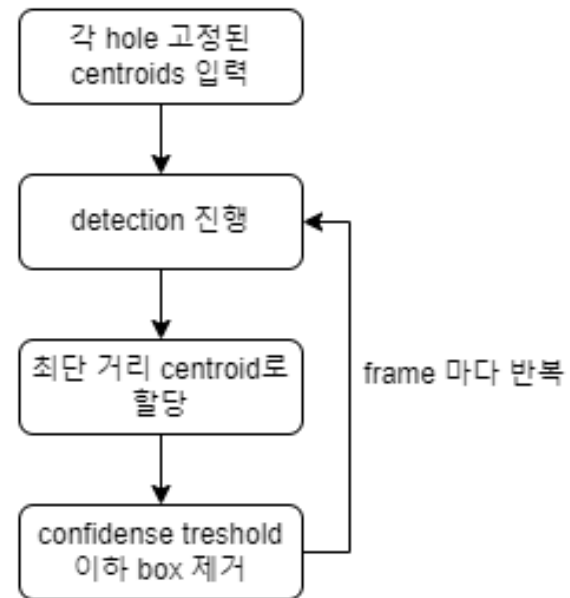 각 hole 고정된
centroids 입력
detection 진행
최단 거리 centroid로
할당
frame 마다 반복
confidense treshold
이하 box 제거